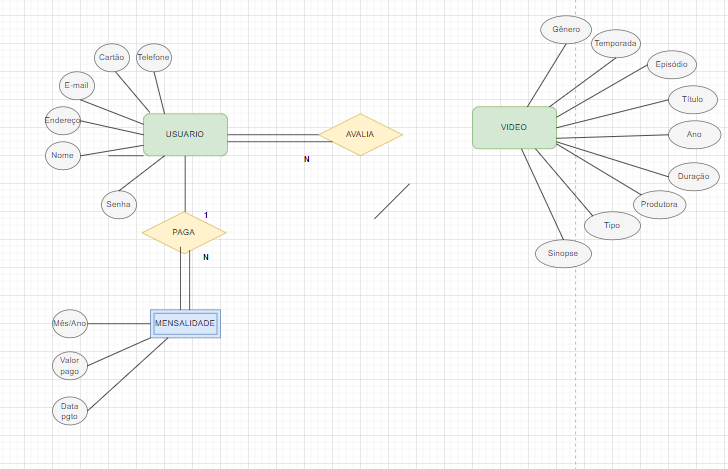 Gênero
Temporada
Cartão
Telefone
Episódio
E-mail
Título
Endereço
USUARIO
AVALIA
VIDEO
Ano
Nome
N
Duração
Senha
Produtora
1
PAGA
Tipo
N
Sinopse
Mês/Ano
MENSALIDADE
Valor
pago
Data
pgto